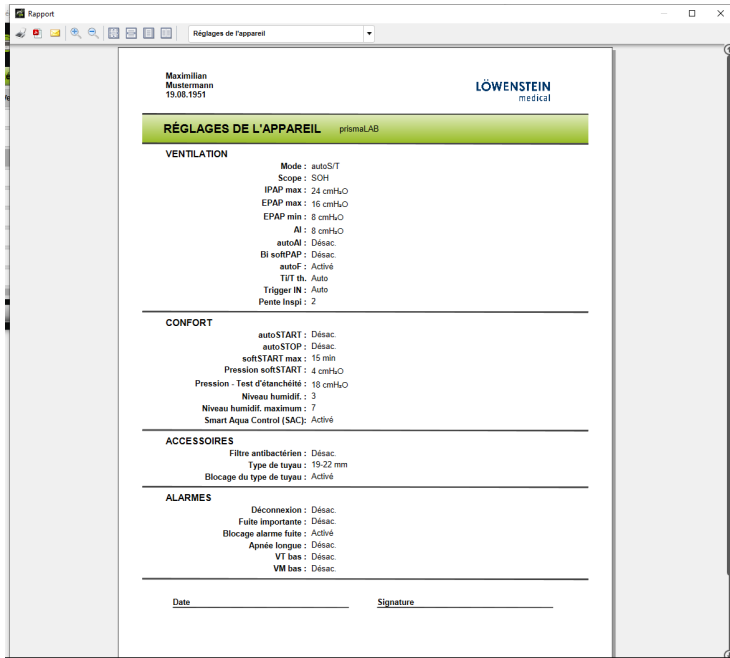 Rapport
Réglages de l'appareil
Maximilian
Mustermann
19.08.1951
LÖWENSTEIN
medical
RÉGLAGES DE L'APPAREIL prismaLAB
VENTILATION
Mode : autoS/T
Scope : SOH
IPAP max : 24 cmH₂O
EPAP max : 16 cmH₂O
EPAP min : 8 cmH₂O
AI : 8 cmH₂O
autoAI : Désac.
Bi softPAP : Désac.
autoF : Activé
Ti/T th. Auto
Trigger IN : Auto
Pente Inspi : 2
CONFORT
autoSTART : Désac.
autoSTOP : Désac.
softSTART max : 15 min
Pression softSTART : 4 cmH₂O
Pression - Test d'étanchéité : 18 cmH₂O
Niveau humidif. : 3
Niveau humidif. maximum : 7
Smart Aqua Control (SAC): Activé
ACCESSOIRES
Filtre antibactérien : Désac.
Type de tuyau : 19-22 mm
Blocage du type de tuyau : Activé
ALARMES
Déconnexion : Désac.
Fuite importante : Désac.
Blocage alarme fuite : Activé
Apnée longue : Désac.
VT bas : Désac.
VM bas : Désac.
Date Signature